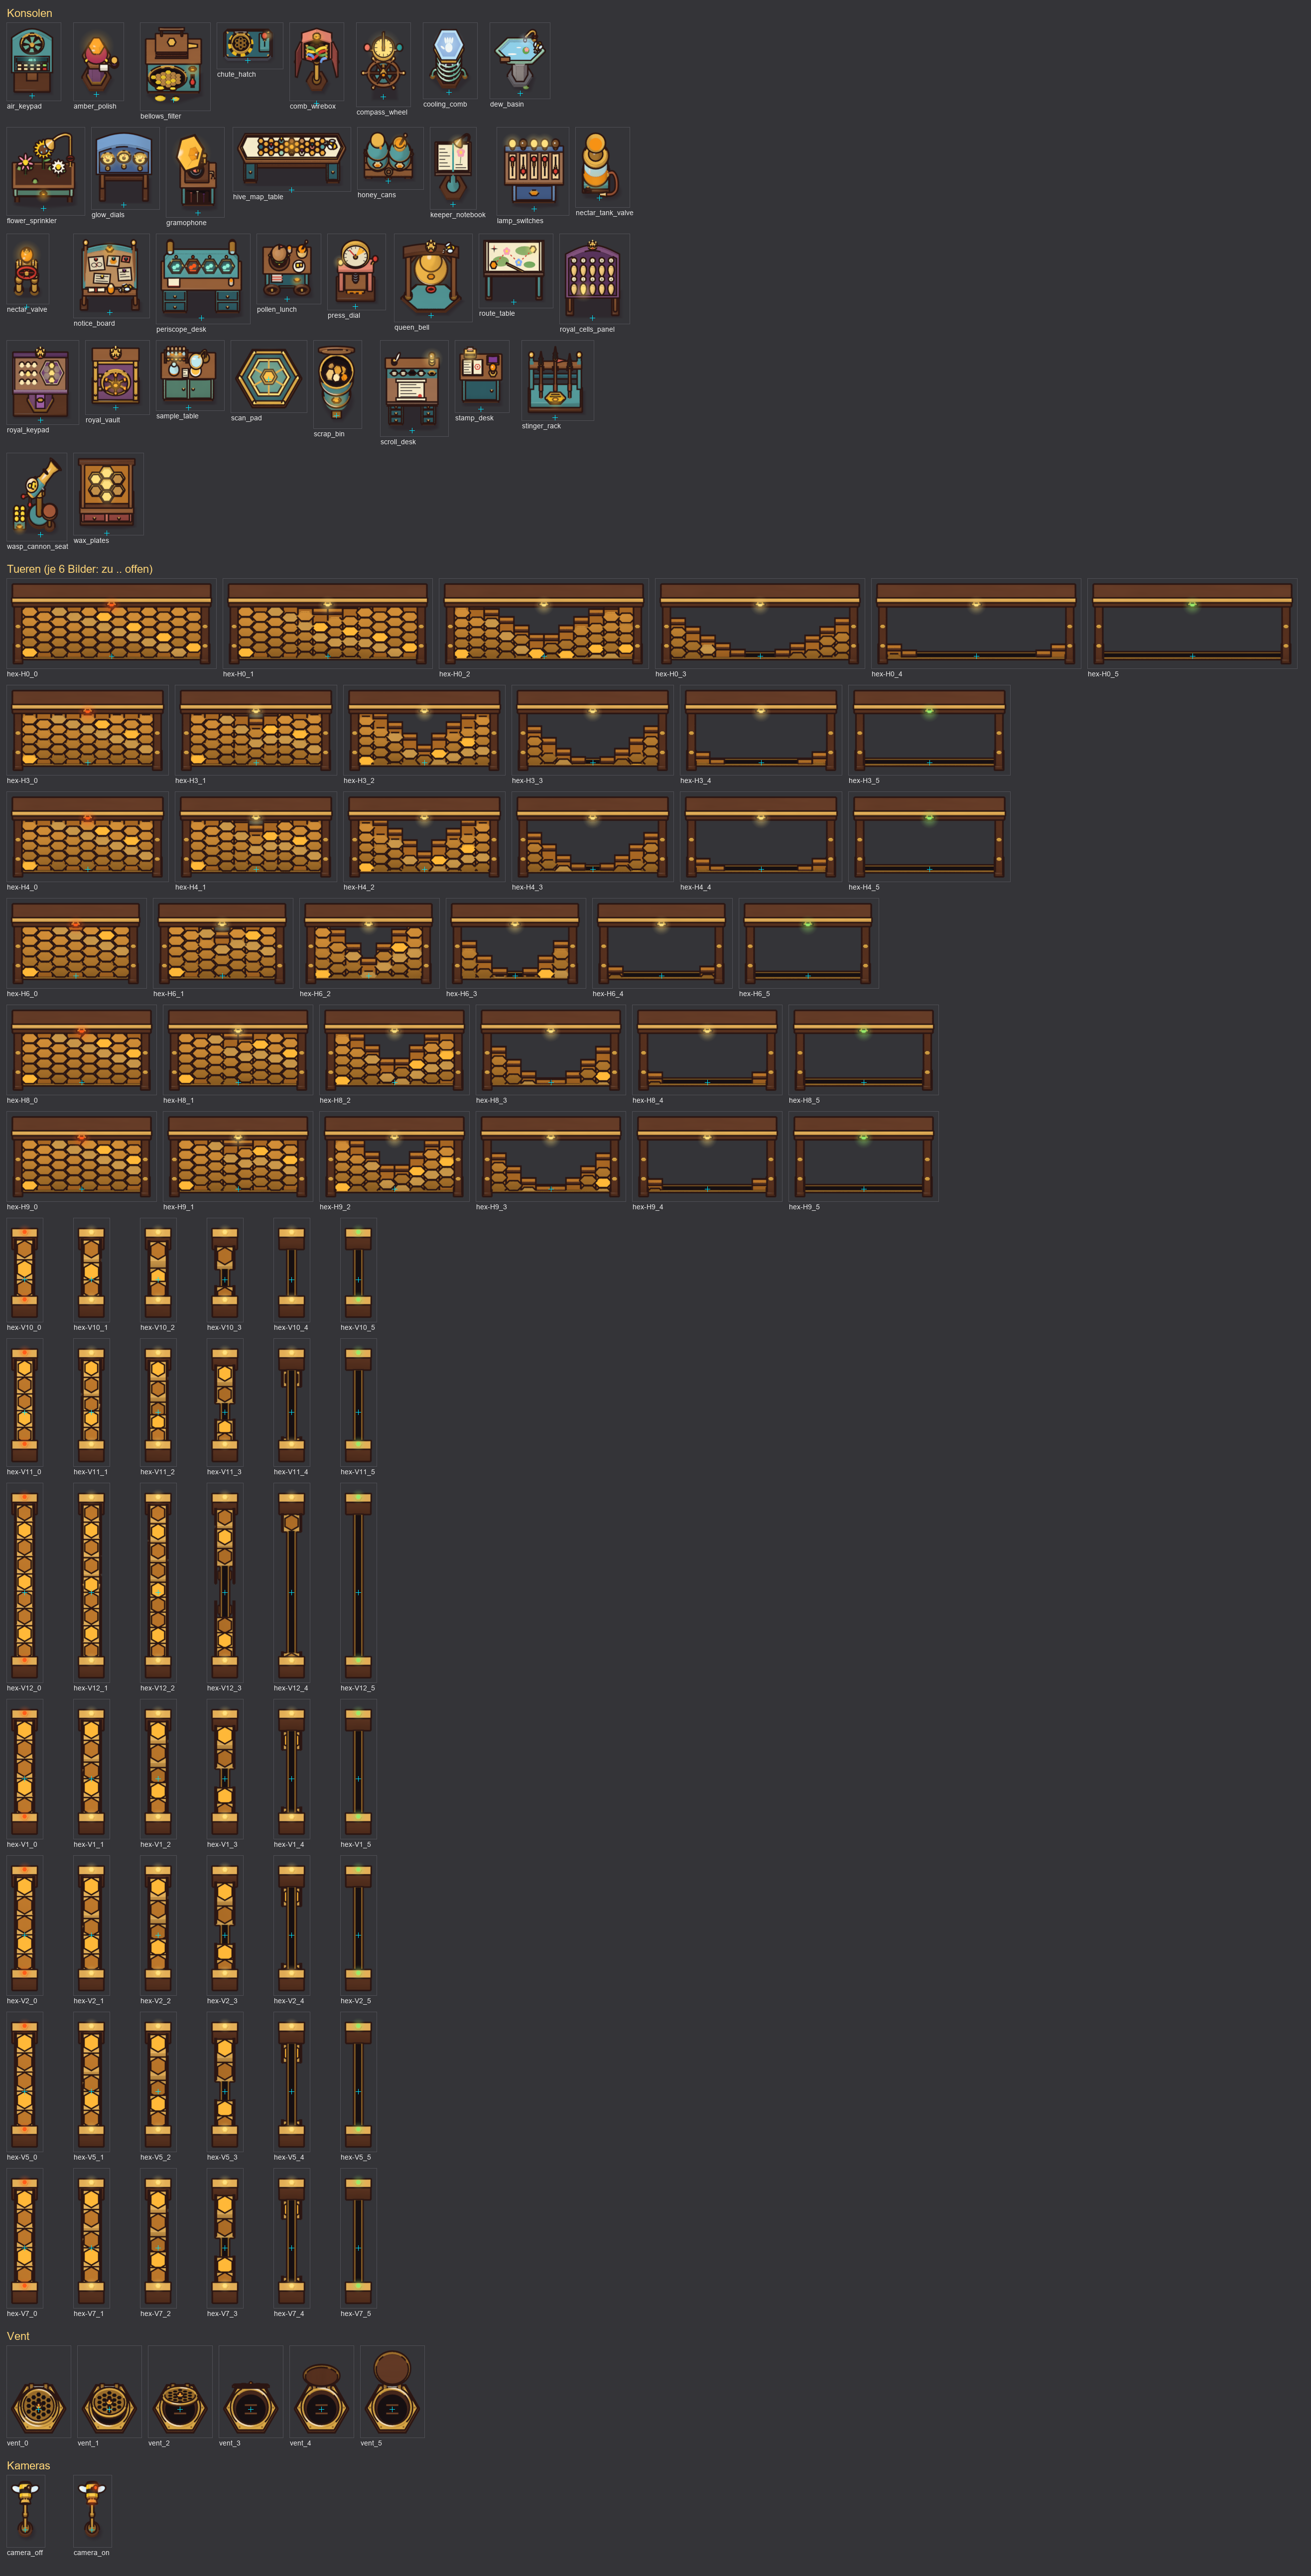 Konsolen
air_keypad
amber_polish
bellows_filter
chute_hatch
comb_wirebox
compass_wheel
cooling_comb
dew_basin
flower_sprinkler
glow_dials
gramophone
hive_map_table
honey_cans
keeper_notebook
lamp_switches
nectar_tank_valve
nectar_valve
notice_board
periscope_desk
pollen_lunch
press_dial
queen_bell
route_table
royal_cells_panel
royal_keypad
royal_vault
sample_table
scan_pad
scrap_bin
scroll_desk
stamp_desk
stinger_rack
wasp_cannon_seat
wax_plates
Tueren (je 6 Bilder: zu .. offen)
hex-H0_0
hex-H0_1
hex-H0_2
hex-H0_3
hex-H0_4
hex-H0_5
hex-H3_0
hex-H3_1
hex-H3_2
hex-H3_3
hex-H3_4
hex-H3_5
hex-H4_0
hex-H4_1
hex-H4_2
hex-H4_3
hex-H4_4
hex-H4_5
hex-H6_0
hex-H6_1
hex-H6_2
hex-H6_3
hex-H6_4
hex-H6_5
hex-H8_0
hex-H8_1
hex-H8_2
hex-H8_3
hex-H8_4
hex-H8_5
hex-H9_0
hex-H9_1
hex-H9_2
hex-H9_3
hex-H9_4
hex-H9_5
hex-V10_0
hex-V10_1
hex-V10_2
hex-V10_3
hex-V10_4
hex-V10_5
hex-V11_0
hex-V11_1
hex-V11_2
hex-V11_3
hex-V11_4
hex-V11_5
hex-V12_0
hex-V12_1
hex-V12_2
hex-V12_3
hex-V12_4
hex-V12_5
hex-V1_0
hex-V1_1
hex-V1_2
hex-V1_3
hex-V1_4
hex-V1_5
hex-V2_0
hex-V2_1
hex-V2_2
hex-V2_3
hex-V2_4
hex-V2_5
hex-V5_0
hex-V5_1
hex-V5_2
hex-V5_3
hex-V5_4
hex-V5_5
hex-V7_0
hex-V7_1
hex-V7_2
hex-V7_3
hex-V7_4
hex-V7_5
Vent
vent_0
vent_1
vent_2
vent_3
vent_4
vent_5
Kameras
camera_off
camera_on